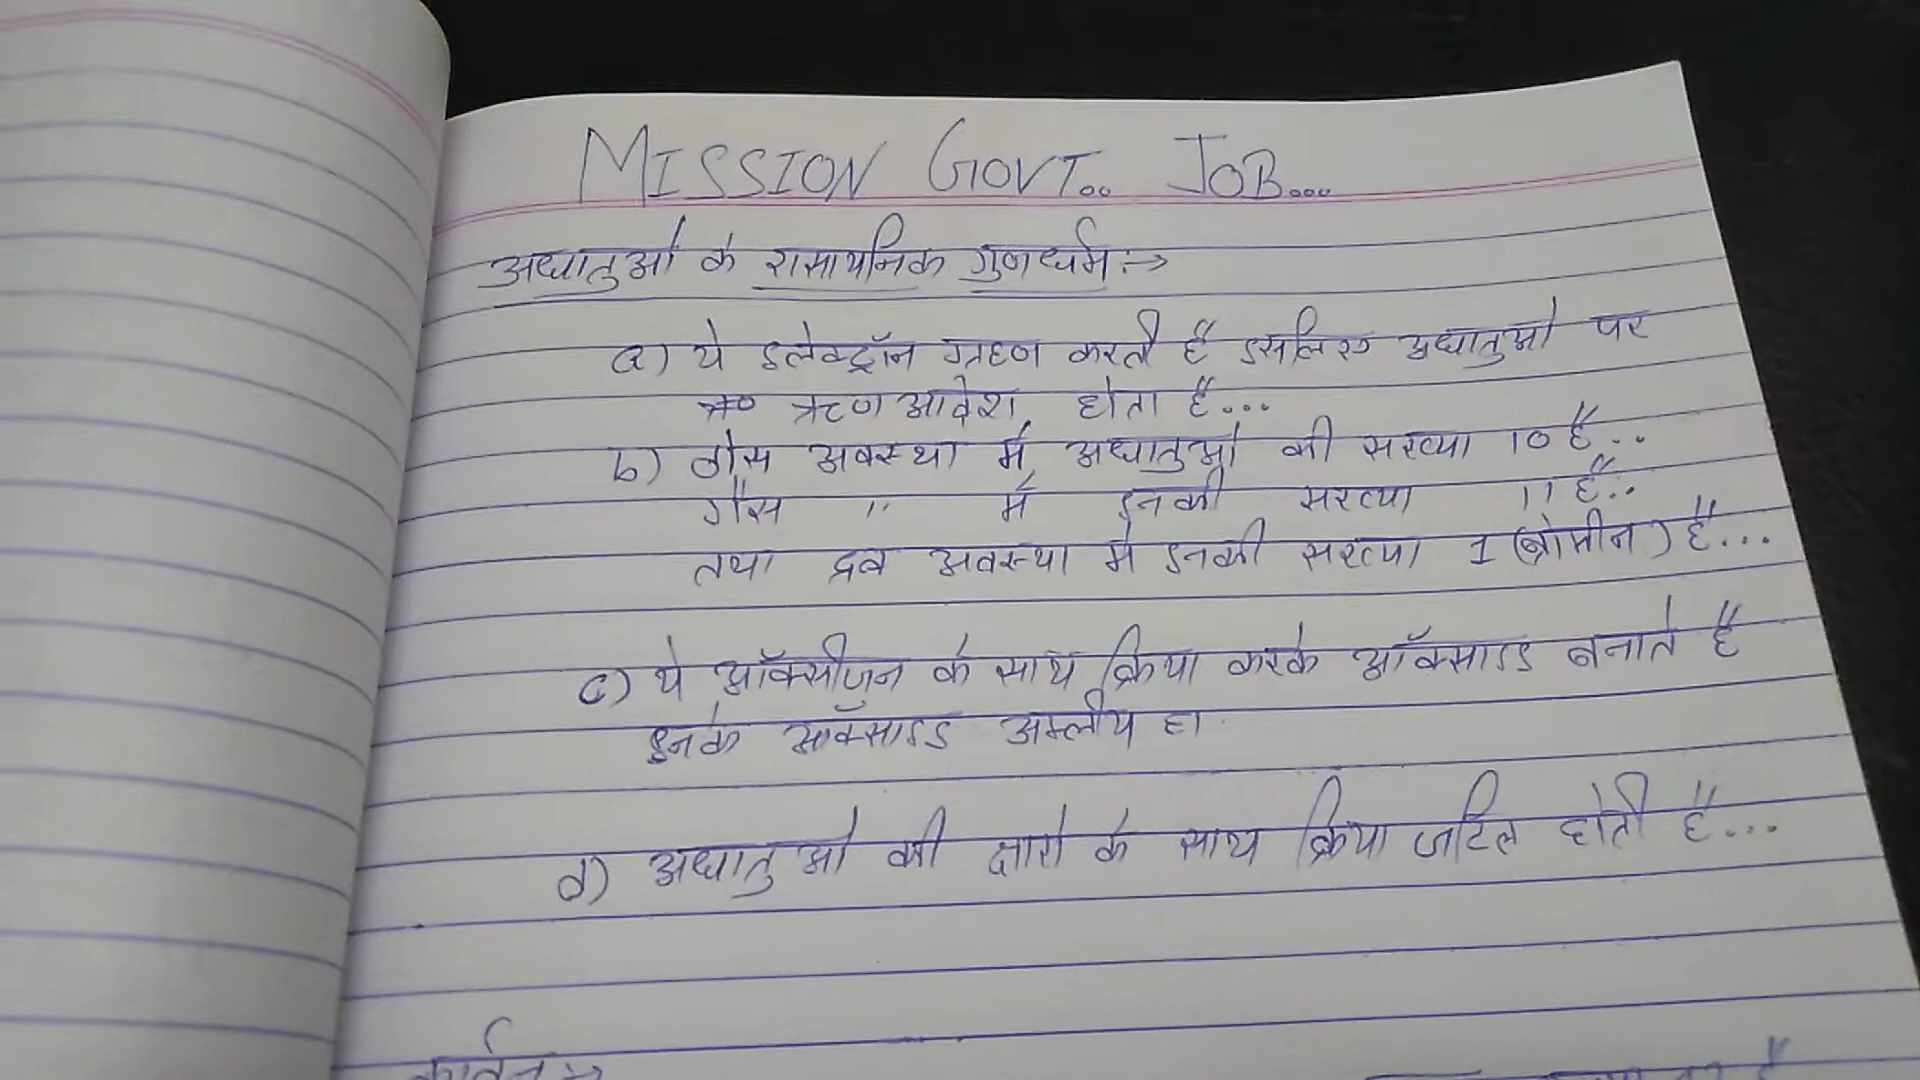 MISSION GOVT.. JOB...
अधातुओं के रासायनिक गुणधर्म :→
a) ये इलेक्ट्रॉन ग्रहण करती हैं इसलिए अधातुओं पर
ऋण आवेश होता है...
b) ठोस अवस्था में अधातुओं की संख्या 10 है..
गैस " में इनकी संख्या 11 है..
तथा द्रव अवस्था में इनकी संख्या 1 (ब्रोमीन) है...
c) ये ऑक्सीजन के साथ क्रिया करके ऑक्साइड बनाते हैं
इनके ऑक्साइड अम्लीय हा
d) अधातुओं की क्षारों के साथ क्रिया जटिल होती है...
कार्बन :→